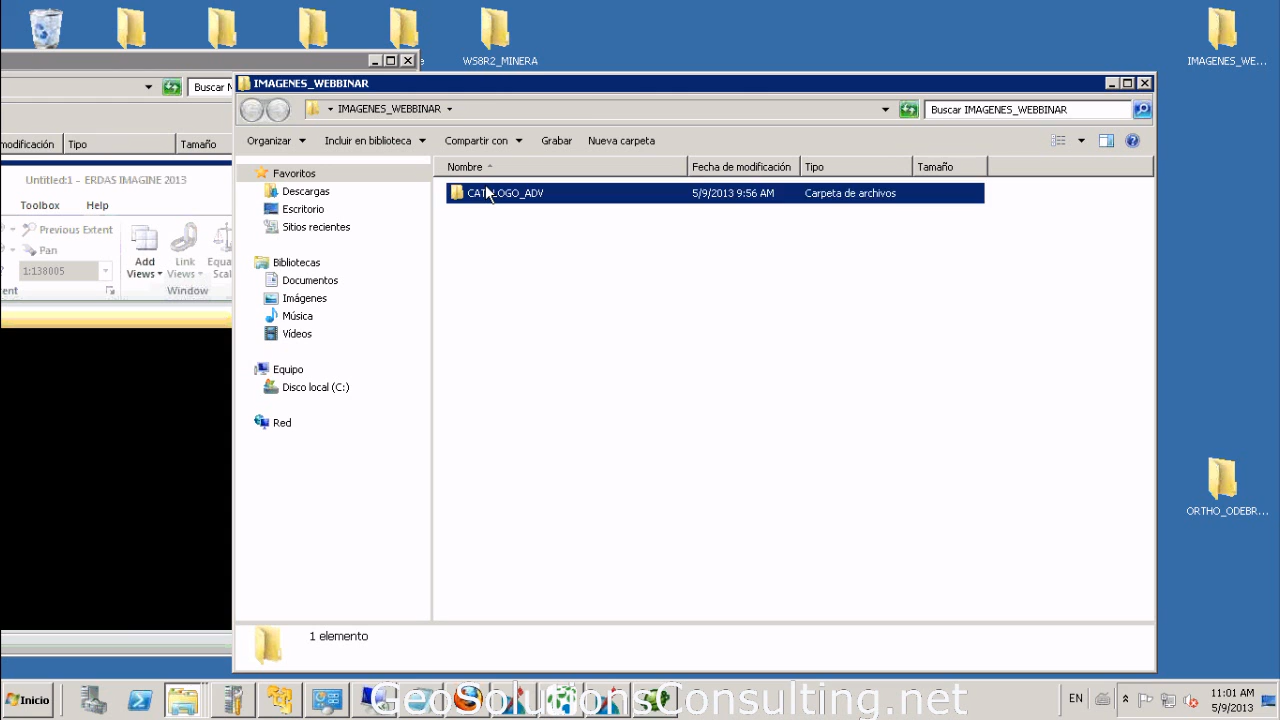 WS8R2_MINERA
IMAGENES_WE...
IMAGENES_WEBBINAR
Buscar
IMAGENES_WEBBINAR
Buscar IMAGENES_WEBBINAR
modificación
Tipo
Tamaño
Organizar
Incluir en biblioteca
Compartir con
Grabar
Nueva carpeta
Nombre
Fecha de modificación
Tipo
Tamaño
Untitled:1 - ERDAS IMAGINE 2013
Toolbox
Help
Previous Extent
Pan
1:138005
Add
Views
Link
Views
Equa
Scal
ent
Window
Favoritos
Descargas
Escritorio
Sitios recientes
Bibliotecas
Documentos
Imágenes
Música
Vídeos
Equipo
Disco local (C:)
Red
CATALOGO_ADV
5/9/2013 9:56 AM
Carpeta de archivos
ORTHO_ODEBR...
1 elemento
Inicio
GeoSolutionsConsulting.net
EN
11:01 AM
5/9/2013